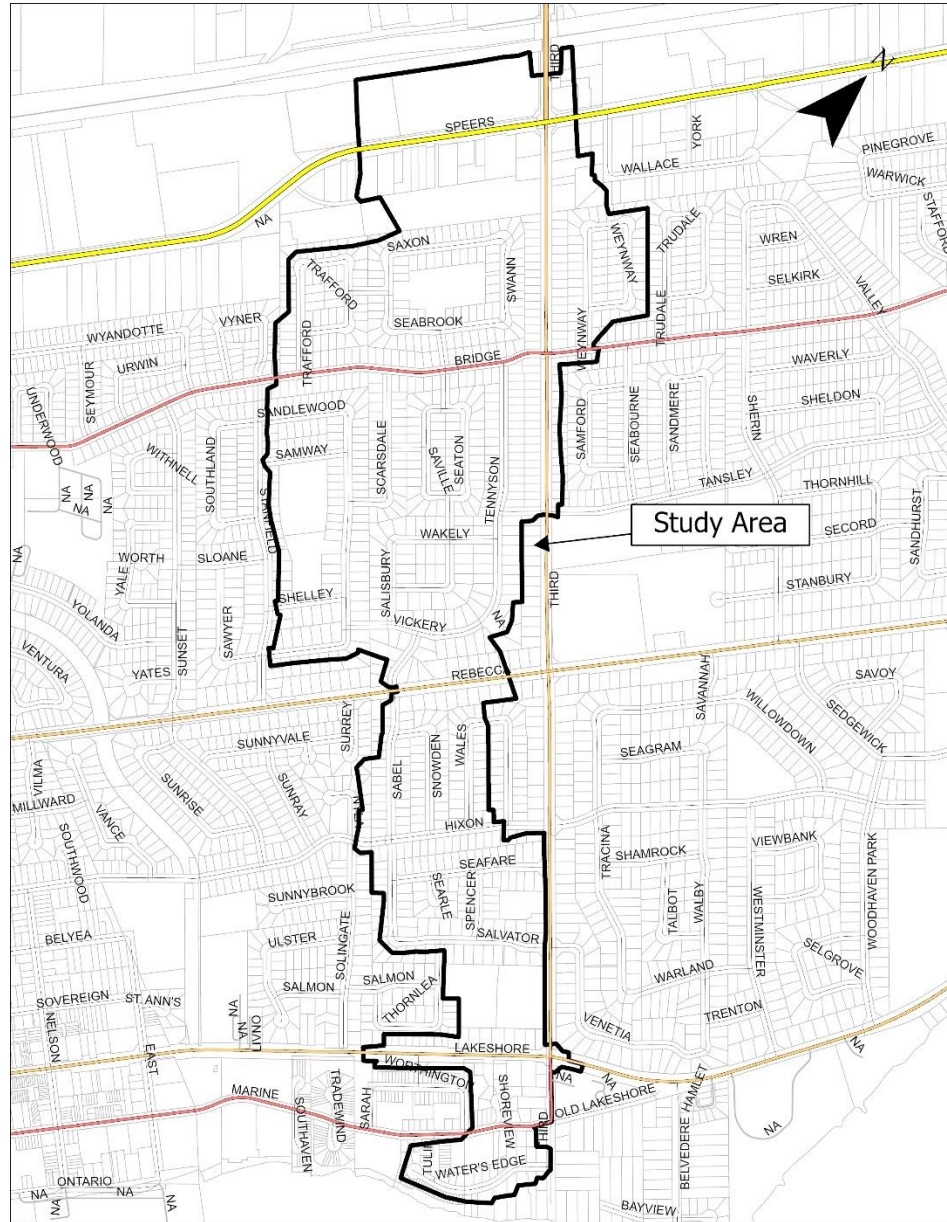 THIRD
N
SPEERS
YORK
PINEGROVE
WALLACE
WARWICK
STAFFORD
NA
SAXON
TRUDALE
WEYNWAY
WREN
TRAFFORD
SWANN
SELKIRK
VALLEY
VYNER
SEABROOK
TRUDALE
WYANDOTTE
BRIDGE
WEYNWAY
WAVERLY
URWIN
SEYMOUR
TRAFFORD
UNDERWOOD
SANDLEWOOD
SHELDON
SHERIN
SAMFORD
SEABOURNE
SANDMERE
WITHNELL
SOUTHLAND
SAMWAY
SCARSDALE
SAVILLE
SEATON
TENNYSON
TANSLEY
THORNHILL
NA
NA
NA
NA
STANFIELD
Study Area
SANDHURST
WAKELY
SECORD
WORTH
SLOANE
YALE
STANBURY
THIRD
SHELLEY
SALISBURY
YOLANDA
SAWYER
VICKERY
NA
SUNSET
VENTURA
YATES
REBECCA
SAVANNAH
SAVOY
WILLOWDOWN
SEDGEWICK
SURREY
SUNNYVALE
SABEL
SNOWDEN
WALES
SEAGRAM
VILMA
SUNRISE
SUNRAY
MILLWARD
VANCE
HIXON
VIEWBANK
SOUTHWOOD
TRACINA
SHAMROCK
WOODHAVEN PARK
SEAFARE
SUNNYBROOK
SEARLE
SPENCER
TALBOT
WALBY
WESTMINSTER
BELYEA
ULSTER
SOLINGATE
SALVATOR
SELGROVE
WARLAND
SALMON
SALMON
THORNLEA
SOVEREIGN
ST. ANN'S
NA
NA
LIVNO
TRENTON
VENETIA
NELSON
EAST
LAKESHORE
NA
WORTHINGTON
NA
NA
MARINE
SOUTHAVEN
TRADEWIND
SARAH
SHOREVIEW
OLD LAKESHORE
HAMLET
BELVEDERE
NA
WATER'S EDGE
ONTARIO
NA
NA
NA
BAYVIEW